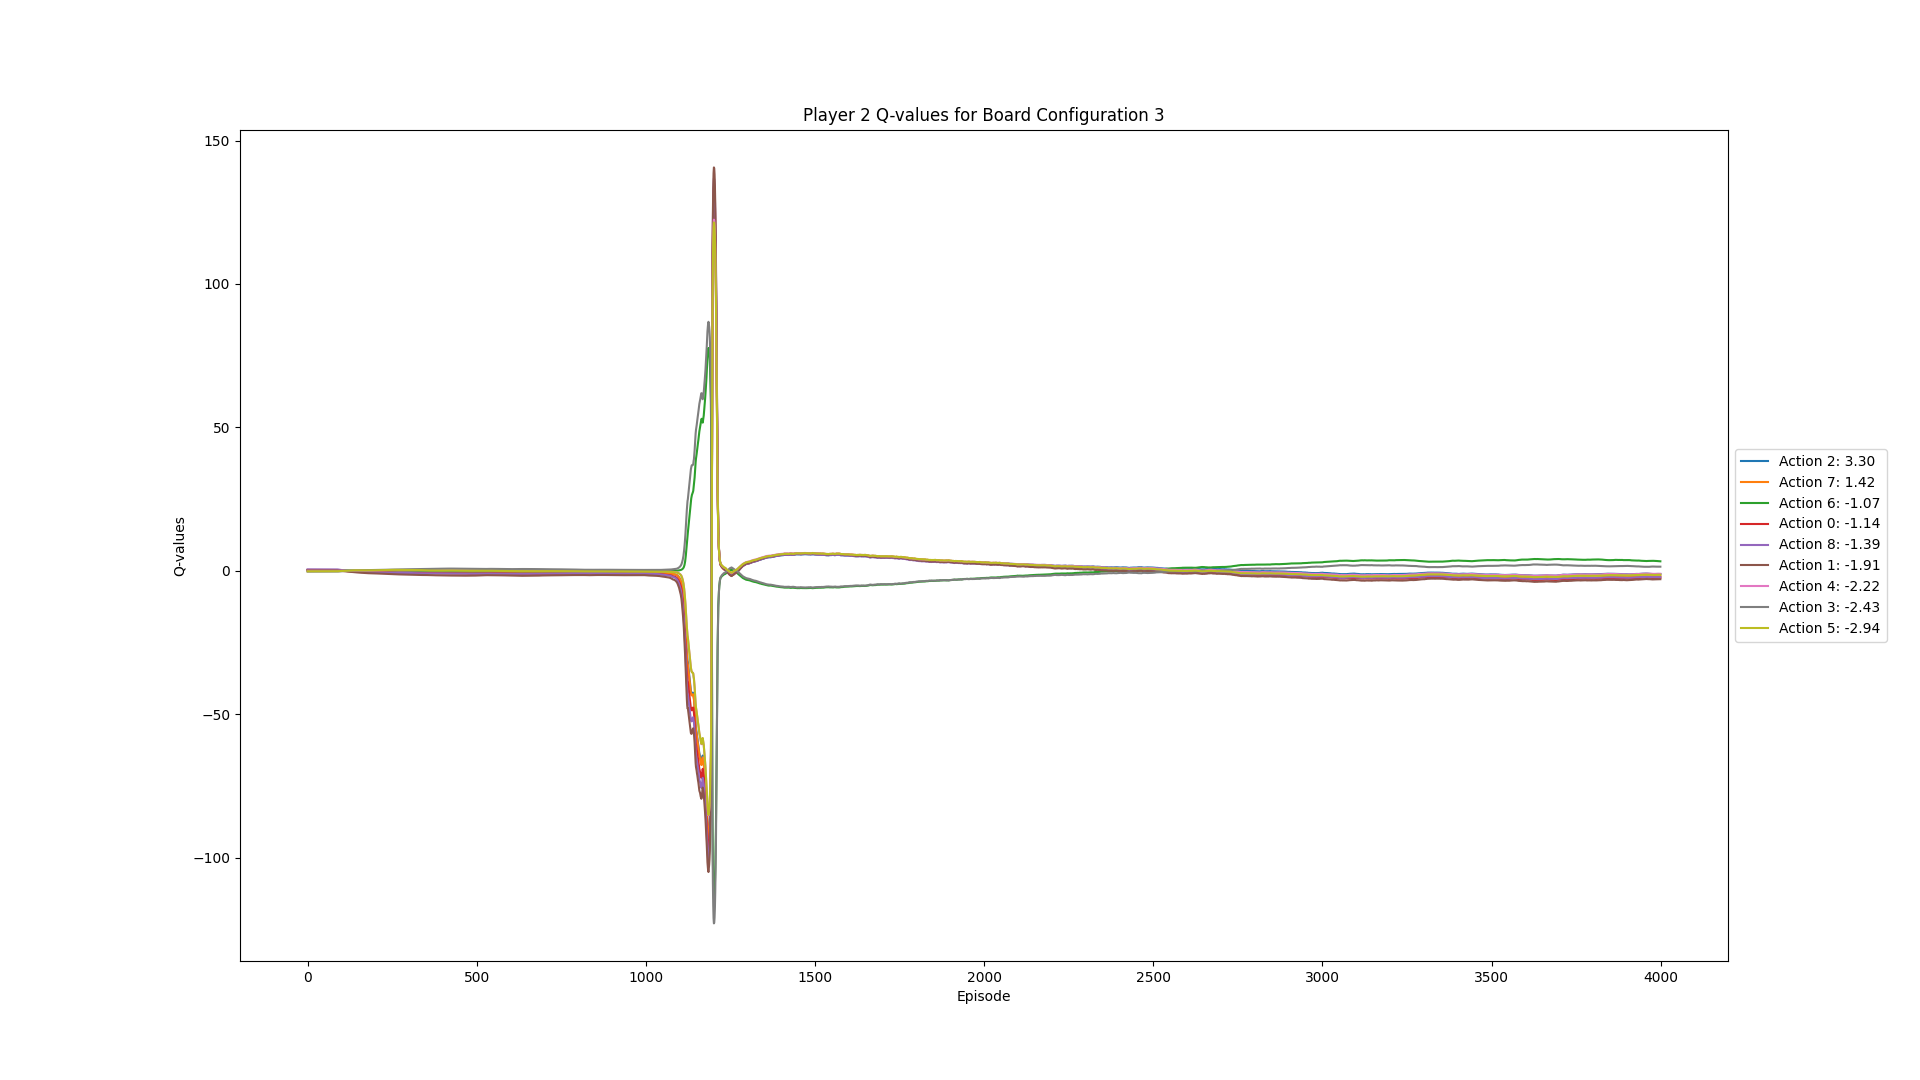 Player 2 Q-values for Board Configuration 3
150
100
50
0
−50
−100
Q-values
0
500
1000
1500
2000
2500
3000
3500
4000
Episode
Action 2: 3.30
Action 7: 1.42
Action 6: -1.07
Action 0: -1.14
Action 8: -1.39
Action 1: -1.91
Action 4: -2.22
Action 3: -2.43
Action 5: -2.94